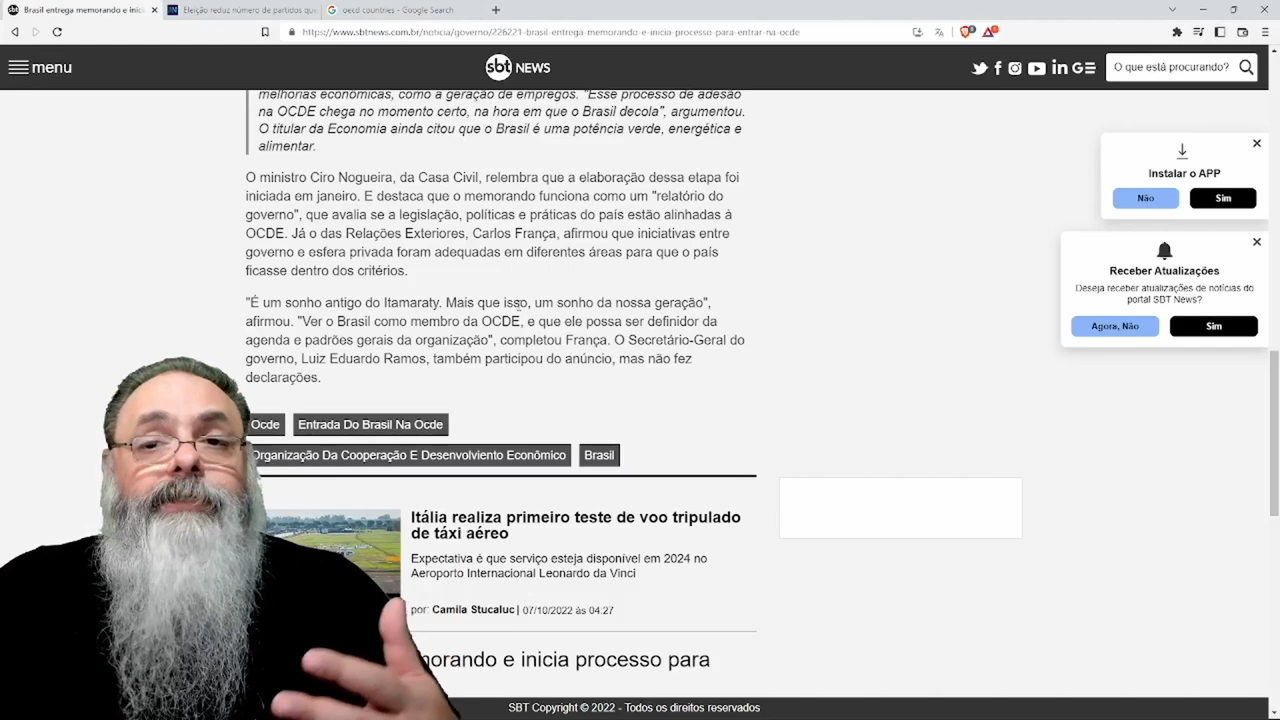 Brasil entrega memorando e inici
Eleição reduz número de partidos que
oecd countries - Google Search
https://www.sbtnews.com.br/noticia/governo/226221-brasil-entrega-memorando-e-inicia-processo-para-entrar-na-ocde
menu
sbt NEWS
O que está procurando?
melhorias econômicas, como a geração de empregos. "Esse processo de adesão
na OCDE chega no momento certo, na hora em que o Brasil decola", argumentou.
O titular da Economia ainda citou que o Brasil é uma potência verde, energética e
alimentar.
O ministro Ciro Nogueira, da Casa Civil, relembra que a elaboração dessa etapa foi
iniciada em janeiro. E destaca que o memorando funciona como um "relatório do
governo", que avalia se a legislação, políticas e práticas do país estão alinhadas à
OCDE. Já o das Relações Exteriores, Carlos França, afirmou que iniciativas entre
governo e esfera privada foram adequadas em diferentes áreas para que o país
ficasse dentro dos critérios.
"É um sonho antigo do Itamaraty. Mais que isso, um sonho da nossa geração",
afirmou. "Ver o Brasil como membro da OCDE, e que ele possa ser definidor da
agenda e padrões gerais da organização", completou França. O Secretário-Geral do
governo, Luiz Eduardo Ramos, também participou do anúncio, mas não fez
declarações.
Ocde
Entrada Do Brasil Na Ocde
Organização Da Cooperação E Desenvolviento Econômico
Brasil
Itália realiza primeiro teste de voo tripulado
de táxi aéreo
Expectativa é que serviço esteja disponível em 2024 no
Aeroporto Internacional Leonardo da Vinci
por: Camila Stucaluc | 07/10/2022 às 04:27
morando e inicia processo para
SBT Copyright © 2022 - Todos os direitos reservados
Instalar o APP
Não
Sim
Receber Atualizações
Deseja receber atualizações de notícias do
portal SBT News?
Agora, Não
Sim